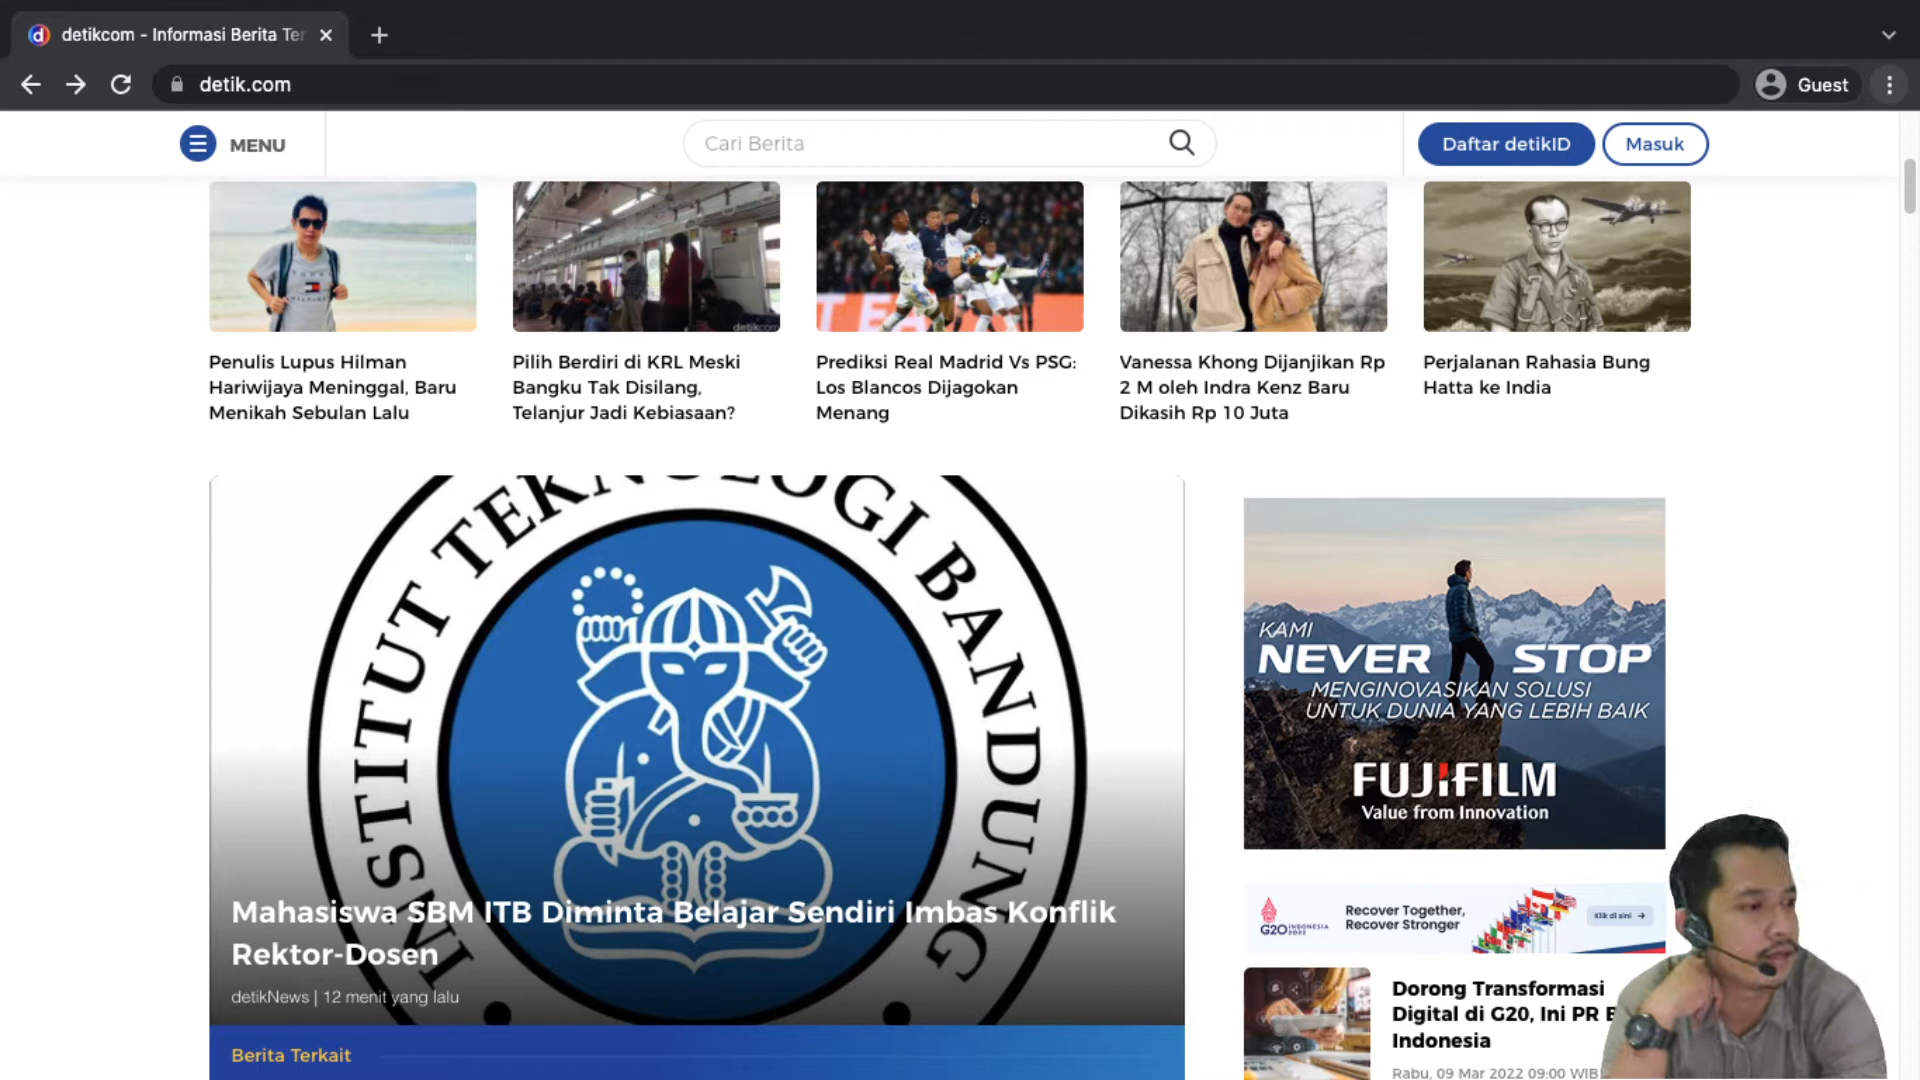 detikcom - Informasi Berita Ter
detik.com
Guest
MENU
Cari Berita
Daftar detikID
Masuk
detikcom
Penulis Lupus Hilman
Hariwijaya Meninggal, Baru
Menikah Sebulan Lalu
Pilih Berdiri di KRL Meski
Bangku Tak Disilang,
Telanjur Jadi Kebiasaan?
Prediksi Real Madrid Vs PSG:
Los Blancos Dijagokan
Menang
Vanessa Khong Dijanjikan Rp
2 M oleh Indra Kenz Baru
Dikasih Rp 10 Juta
Perjalanan Rahasia Bung
Hatta ke India
INSTITUT TEKNOLOGI BANDUNG
Mahasiswa SBM ITB Diminta Belajar Sendiri Imbas Konflik
Rektor-Dosen
detikNews | 12 menit yang lalu
Berita Terkait
KAMI
NEVER STOP
MENGINOVASIKAN SOLUSI
UNTUK DUNIA YANG LEBIH BAIK
FUJIFILM
Value from Innovation
G20 INDONESIA
2022
Recover Together,
Recover Stronger
Klik di sini
Dorong Transformasi
Digital di G20, Ini PR B
Indonesia
Rabu, 09 Mar 2022 09:00 WIB